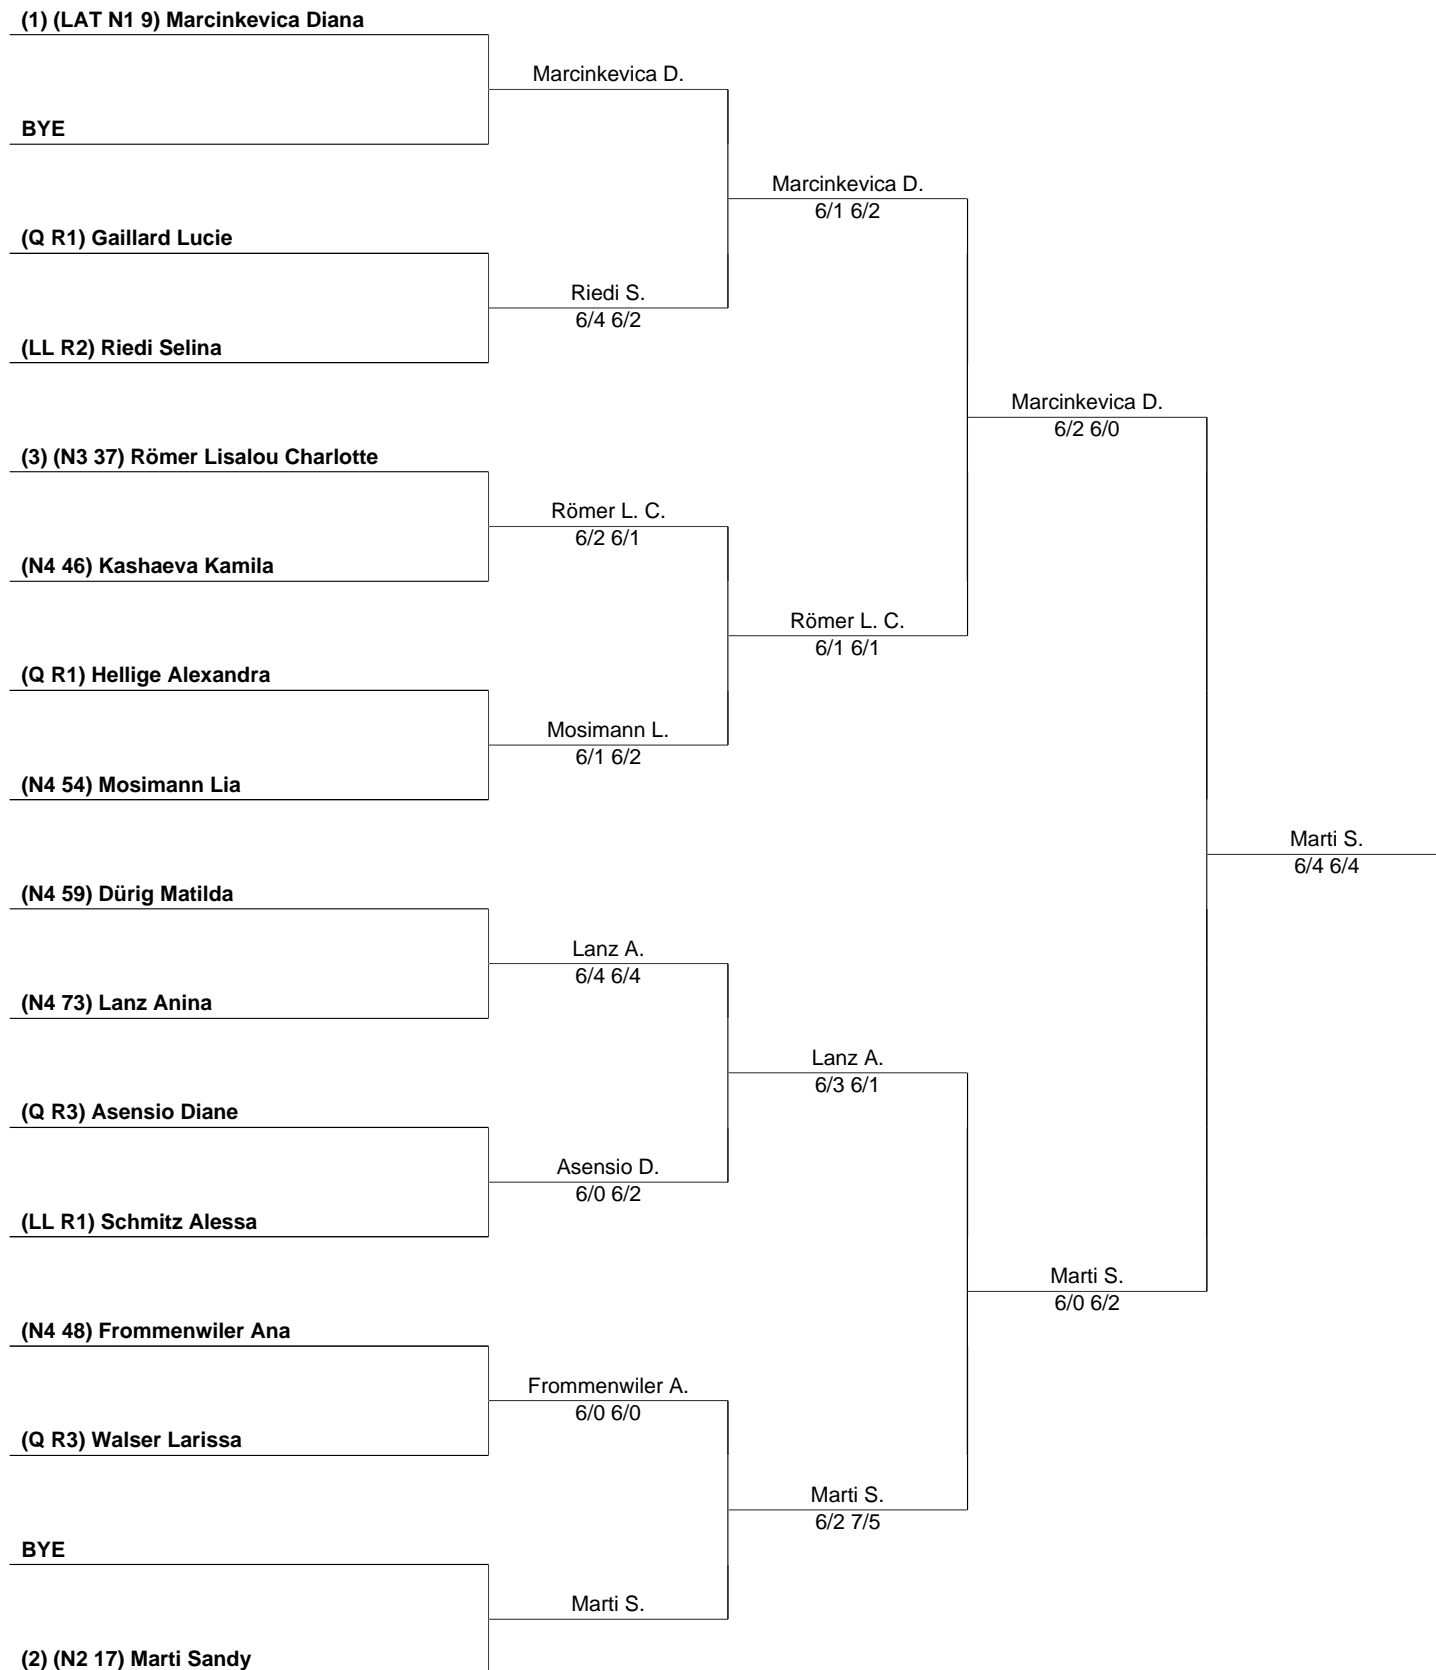 (1) (LAT N1 9) Marcinkevica Diana
Marcinkevica D.
BYE
Marcinkevica D.
6/1 6/2
(Q R1) Gaillard Lucie
Riedi S.
6/4 6/2
(LL R2) Riedi Selina
Marcinkevica D.
6/2 6/0
(3) (N3 37) Römer Lisalou Charlotte
Römer L. C.
6/2 6/1
(N4 46) Kashaeva Kamila
Römer L. C.
6/1 6/1
(Q R1) Hellige Alexandra
Mosimann L.
6/1 6/2
(N4 54) Mosimann Lia
Marti S.
6/4 6/4
(N4 59) Dürig Matilda
Lanz A.
6/4 6/4
(N4 73) Lanz Anina
Lanz A.
6/3 6/1
(Q R3) Asensio Diane
Asensio D.
6/0 6/2
(LL R1) Schmitz Alessa
Marti S.
6/0 6/2
(N4 48) Frommenwiler Ana
Frommenwiler A.
6/0 6/0
(Q R3) Walser Larissa
Marti S.
6/2 7/5
BYE
Marti S.
(2) (N2 17) Marti Sandy